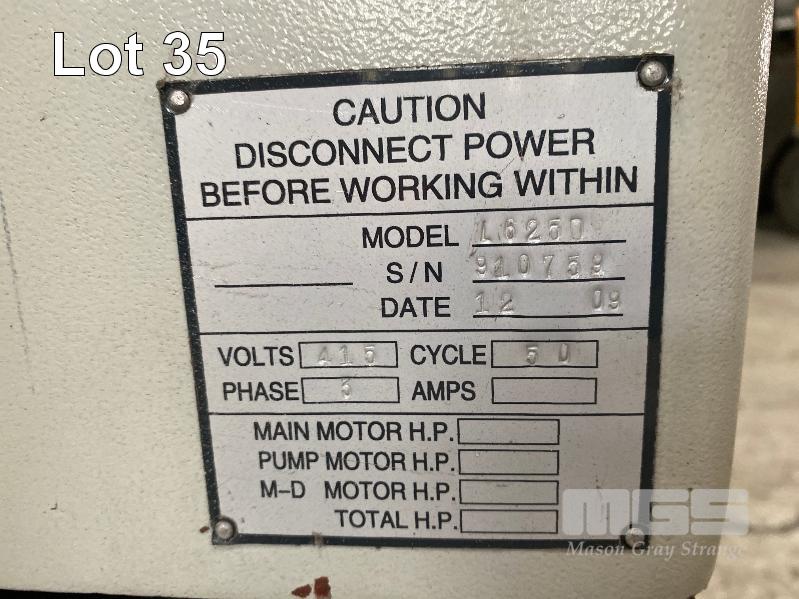 Lot 35
CAUTION
DISCONNECT POWER
BEFORE WORKING WITHIN
MODEL L6250
S/N 910759
DATE 12 09
VOLTS 415 CYCLE 50
PHASE 3 AMPS
MAIN MOTOR H.P.
PUMP MOTOR H.P.
M-D MOTOR H.P.
TOTAL H.P.
MGS
Mason Gray Strange